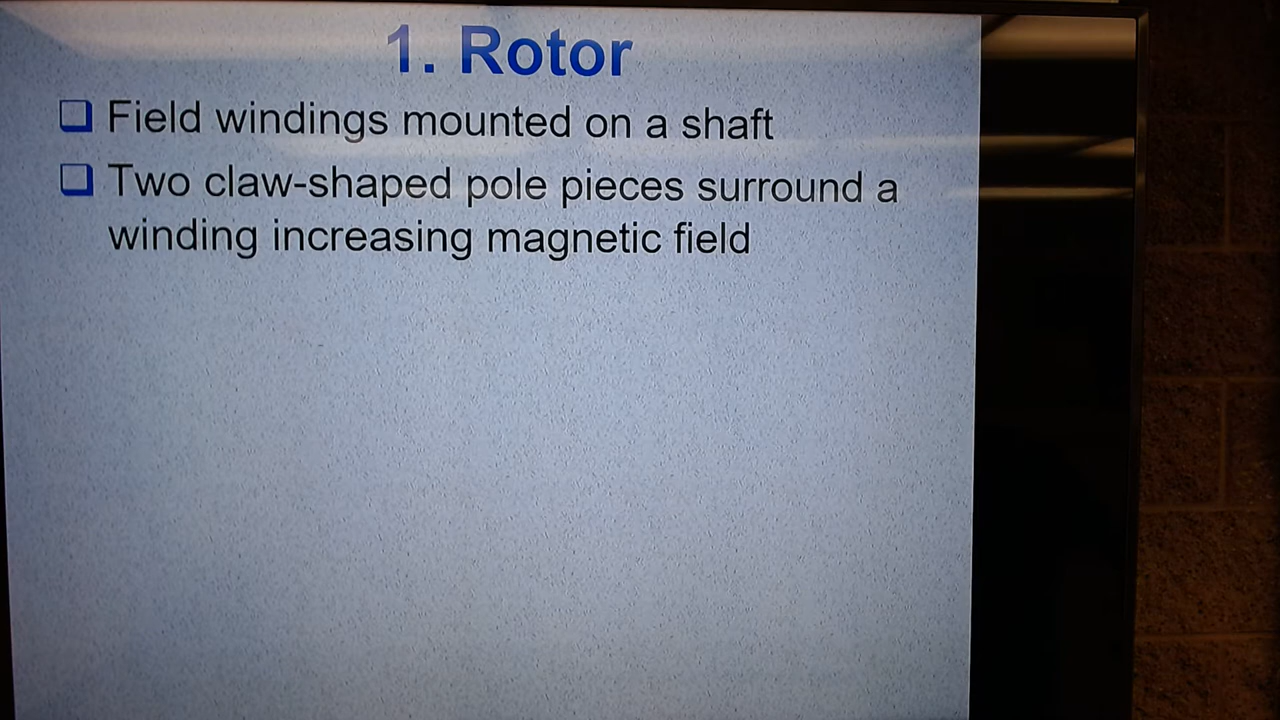 1. Rotor
❑ Field windings mounted on a shaft
❑ Two claw-shaped pole pieces surround a
winding increasing magnetic field